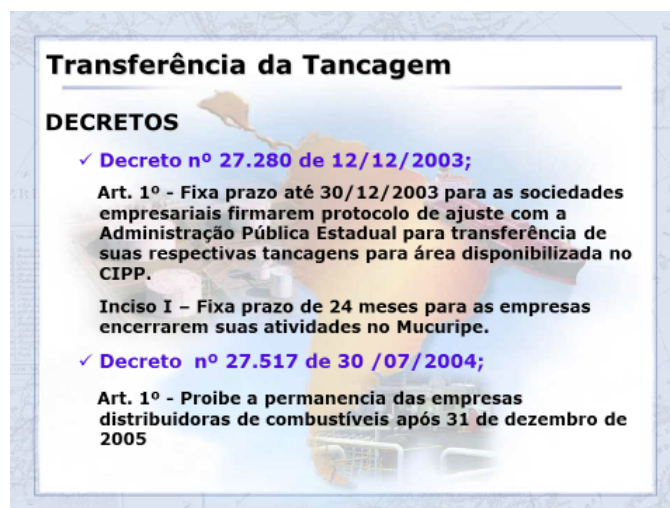 Transferência da Tancagem
DECRETOS
✓ Decreto nº 27.280 de 12/12/2003;
Art. 1º - Fixa prazo até 30/12/2003 para as sociedades
empresariais firmarem protocolo de ajuste com a
Administração Pública Estadual para transferência de
suas respectivas tancagens para área disponibilizada no
CIPP.
Inciso I – Fixa prazo de 24 meses para as empresas
encerrarem suas atividades no Mucuripe.
✓ Decreto nº 27.517 de 30 /07/2004;
Art. 1º - Proibe a permanencia das empresas
distribuidoras de combustíveis após 31 de dezembro de
2005